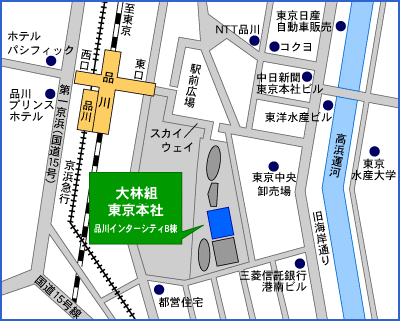 至東京
NTT品川
東京日産
自動車販売
コクヨ
ホテル
パシフィック
西口
品川
東口
駅前広場
中日新聞
東京本社ビル
品川
プリンス
ホテル
品川
第一京浜(国道15号)
東洋水産ビル
スカイ
ウェイ
高浜運河
京浜急行
東京
水産大学
東京中央
卸売場
大林組
東京本社
品川インターシティB棟
旧海岸通り
三菱信託銀行
港南ビル
国道15号線
都営住宅